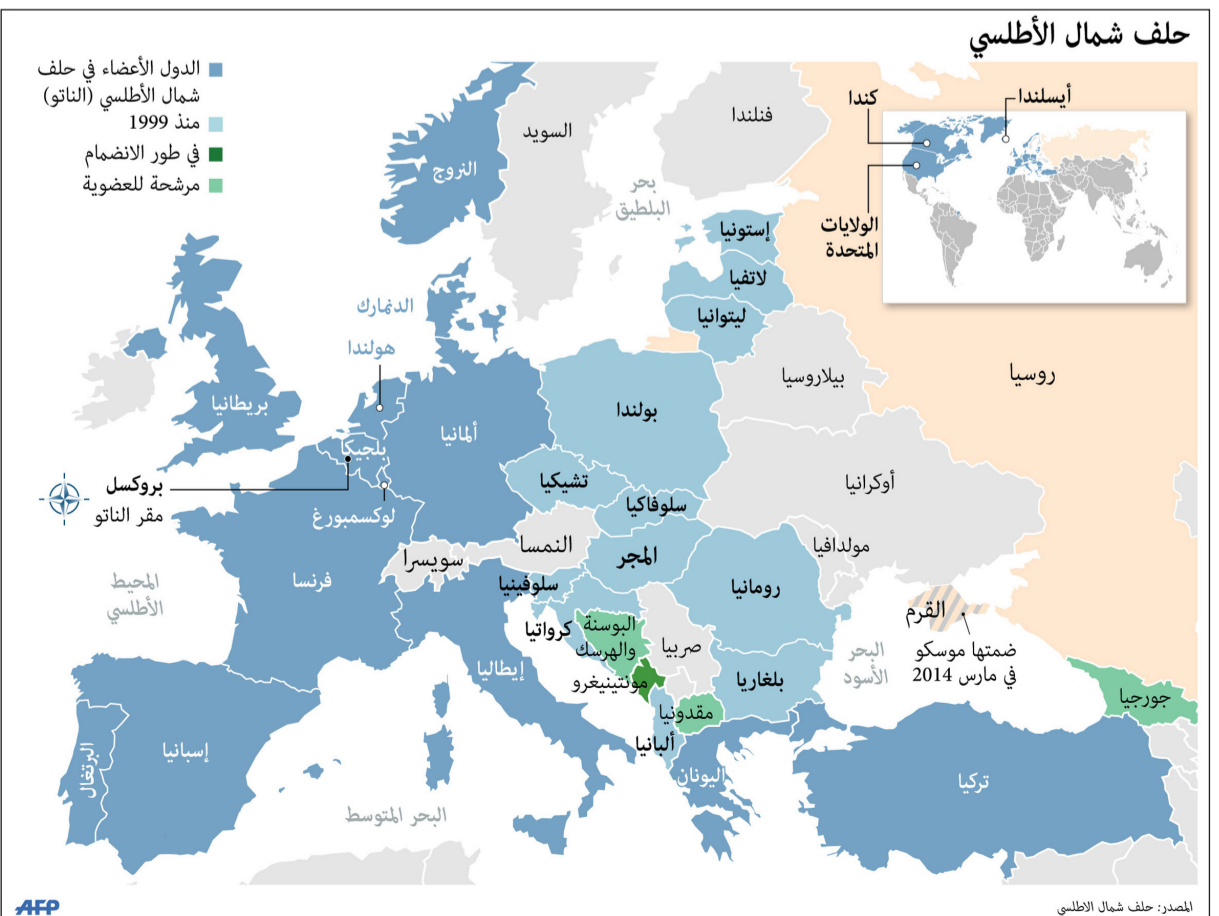 حلف شمال الأطلسي
الدول الأعضاء في حلف
شمال الأطلسي (الناتو)
منذ 1999
في طور الانضمام
مرشحة للعضوية
أيسلندا
كندا
الولايات
المتحدة
فنلندا
السويد
النروج
بحر
البلطيق
إستونيا
لاتفيا
ليتوانيا
الدنمارك
هولندا
روسيا
بيلاروسيا
بولندا
ألمانيا
بريطانيا
بلجيكا
بروكسل
مقر الناتو
لوكسمبورغ
تشيكيا
سلوفاكيا
أوكرانيا
النمسا
المجر
مولدافيا
سويسرا
فرنسا
المحيط
الأطلسي
سلوفينيا
رومانيا
كرواتيا
البوسنة
والهرسك
صربيا
القرم
ضمتها موسكو
في مارس 2014
البحر
الأسود
إيطاليا
مونتينيغرو
بلغاريا
جورجيا
مقدونيا
ألبانيا
البرتغال
إسبانيا
اليونان
تركيا
البحر المتوسط
المصدر: حلف شمال الاطلسي
AFP